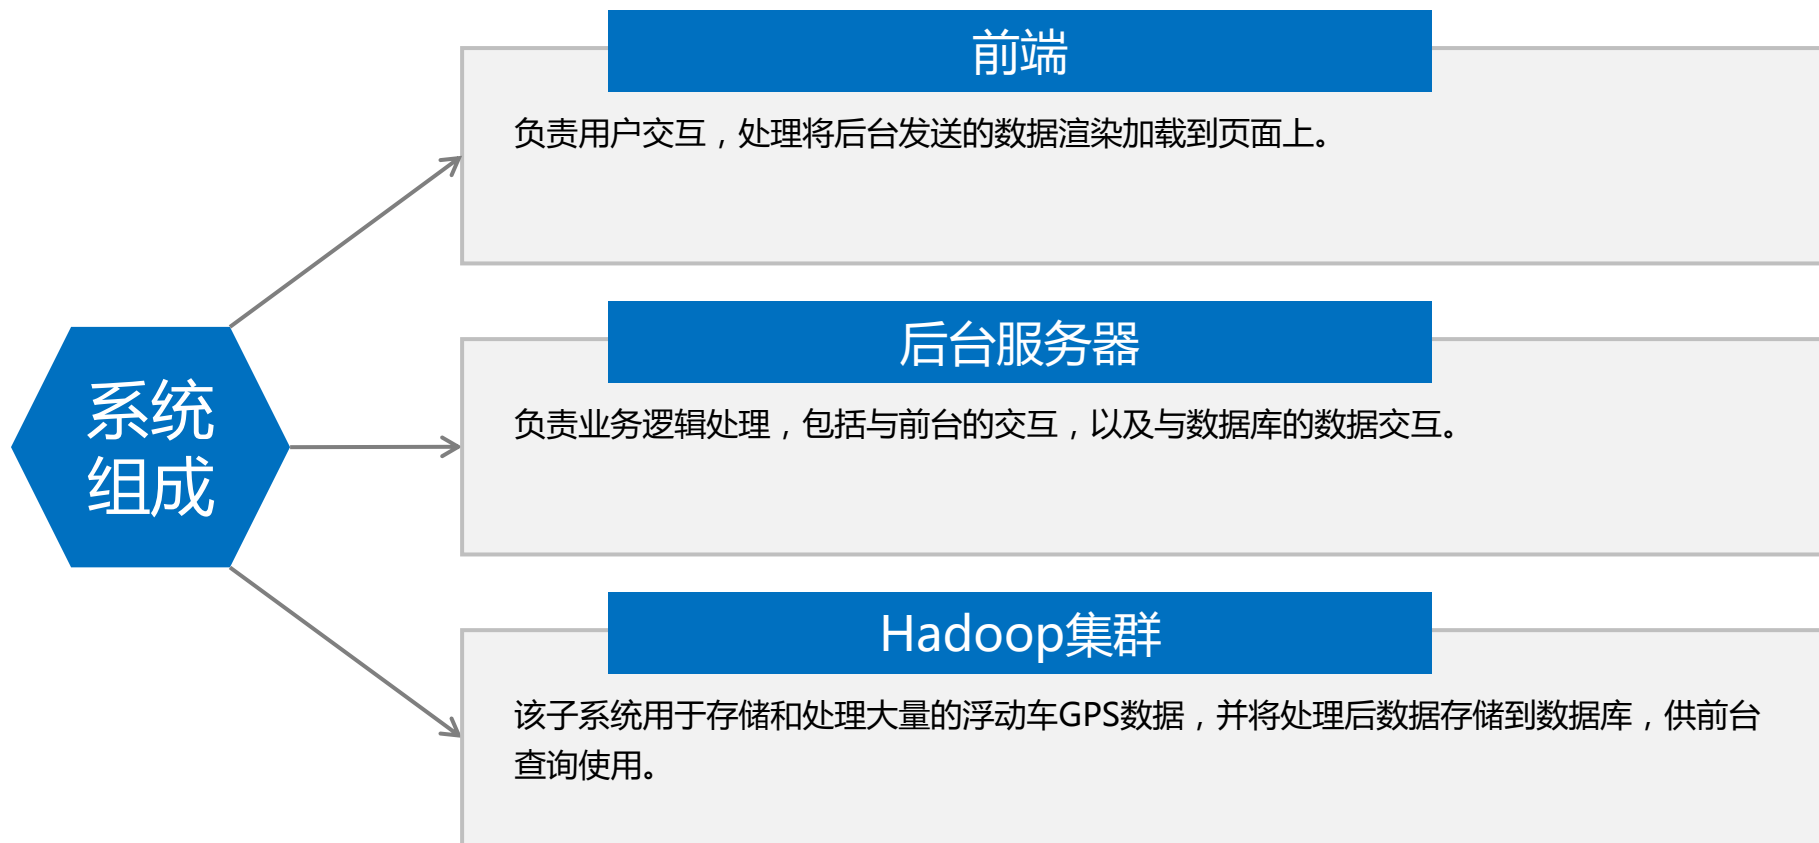 前端
负责用户交互，处理将后台发送的数据渲染加载到页面上。
系统
组成
后台服务器
负责业务逻辑处理，包括与前台的交互，以及与数据库的数据交互。
Hadoop集群
该子系统用于存储和处理大量的浮动车GPS数据，并将处理后数据存储到数据库，供前台
查询使用。